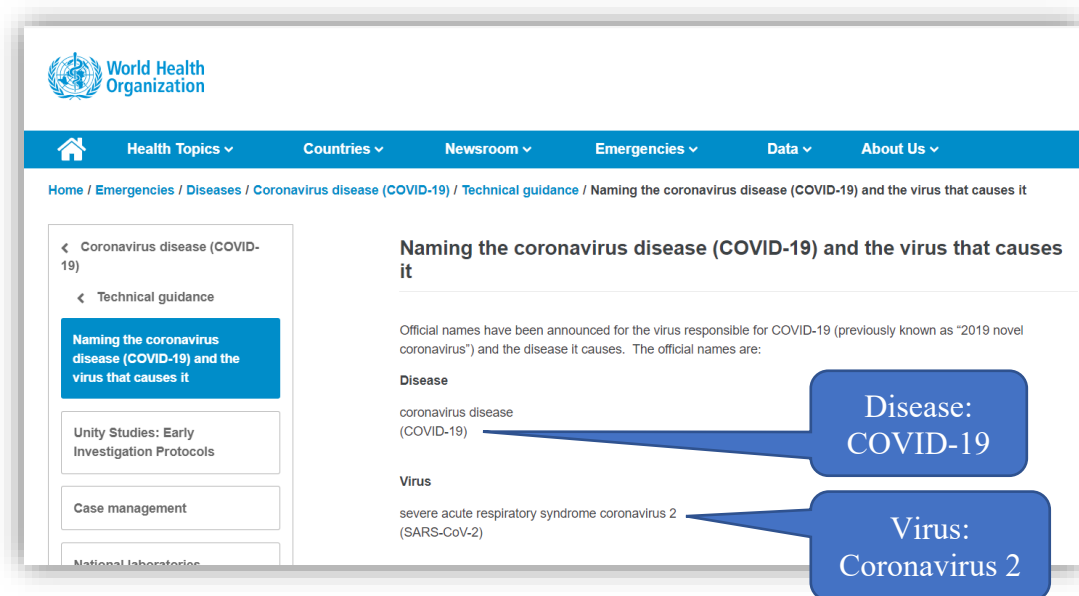 World Health
Organization
Health Topics Countries Newsroom Emergencies Data About Us
Home / Emergencies / Diseases / Coronavirus disease (COVID-19) / Technical guidance / Naming the coronavirus disease (COVID-19) and the virus that causes it
Coronavirus disease (COVID-
19)
Technical guidance
Naming the coronavirus
disease (COVID-19) and the
virus that causes it
Unity Studies: Early
Investigation Protocols
Case management
National laboratories
Naming the coronavirus disease (COVID-19) and the virus that causes
it
Official names have been announced for the virus responsible for COVID-19 (previously known as “2019 novel
coronavirus”) and the disease it causes.  The official names are:
Disease
coronavirus disease
(COVID-19)
Disease:
COVID-19
Virus
severe acute respiratory syndrome coronavirus 2
(SARS-CoV-2)
Virus:
Coronavirus 2